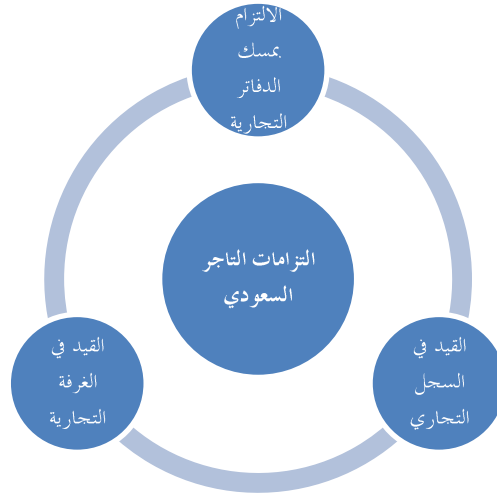 الالتزام
بمسك
الدفاتر
التجارية
التزامات التاجر
السعودي
القيد في
السجل
التجاري
القيد في
الغرفة
التجارية